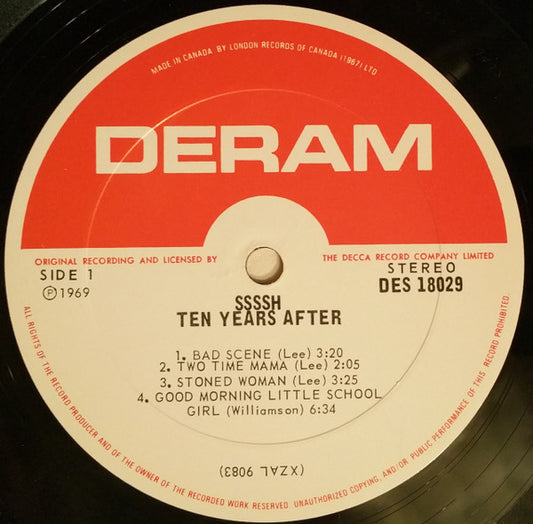 MADE IN CANADA BY LONDON RECORDS OF CANADA (1967) LTD
DERAM
ORIGINAL RECORDING AND LICENSED BY THE DECCA RECORD COMPANY LIMITED
SIDE 1 STEREO
Ⓟ1969 DES 18029
SSSSH
TEN YEARS AFTER
1. BAD SCENE (Lee) 3:20
2. TWO TIME MAMA (Lee) 2:05
3. STONED WOMAN (Lee) 3:25
4. GOOD MORNING LITTLE SCHOOL
GIRL (Williamson) 6:34
(XZAL 9083)
ALL RIGHTS OF THE RECORD PRODUCER AND OF THE OWNER OF THE RECORDED WORK RESERVED. UNAUTHORIZED COPYING, AND/OR PUBLIC PERFORMANCE OF THIS RECORD PROHIBITED.